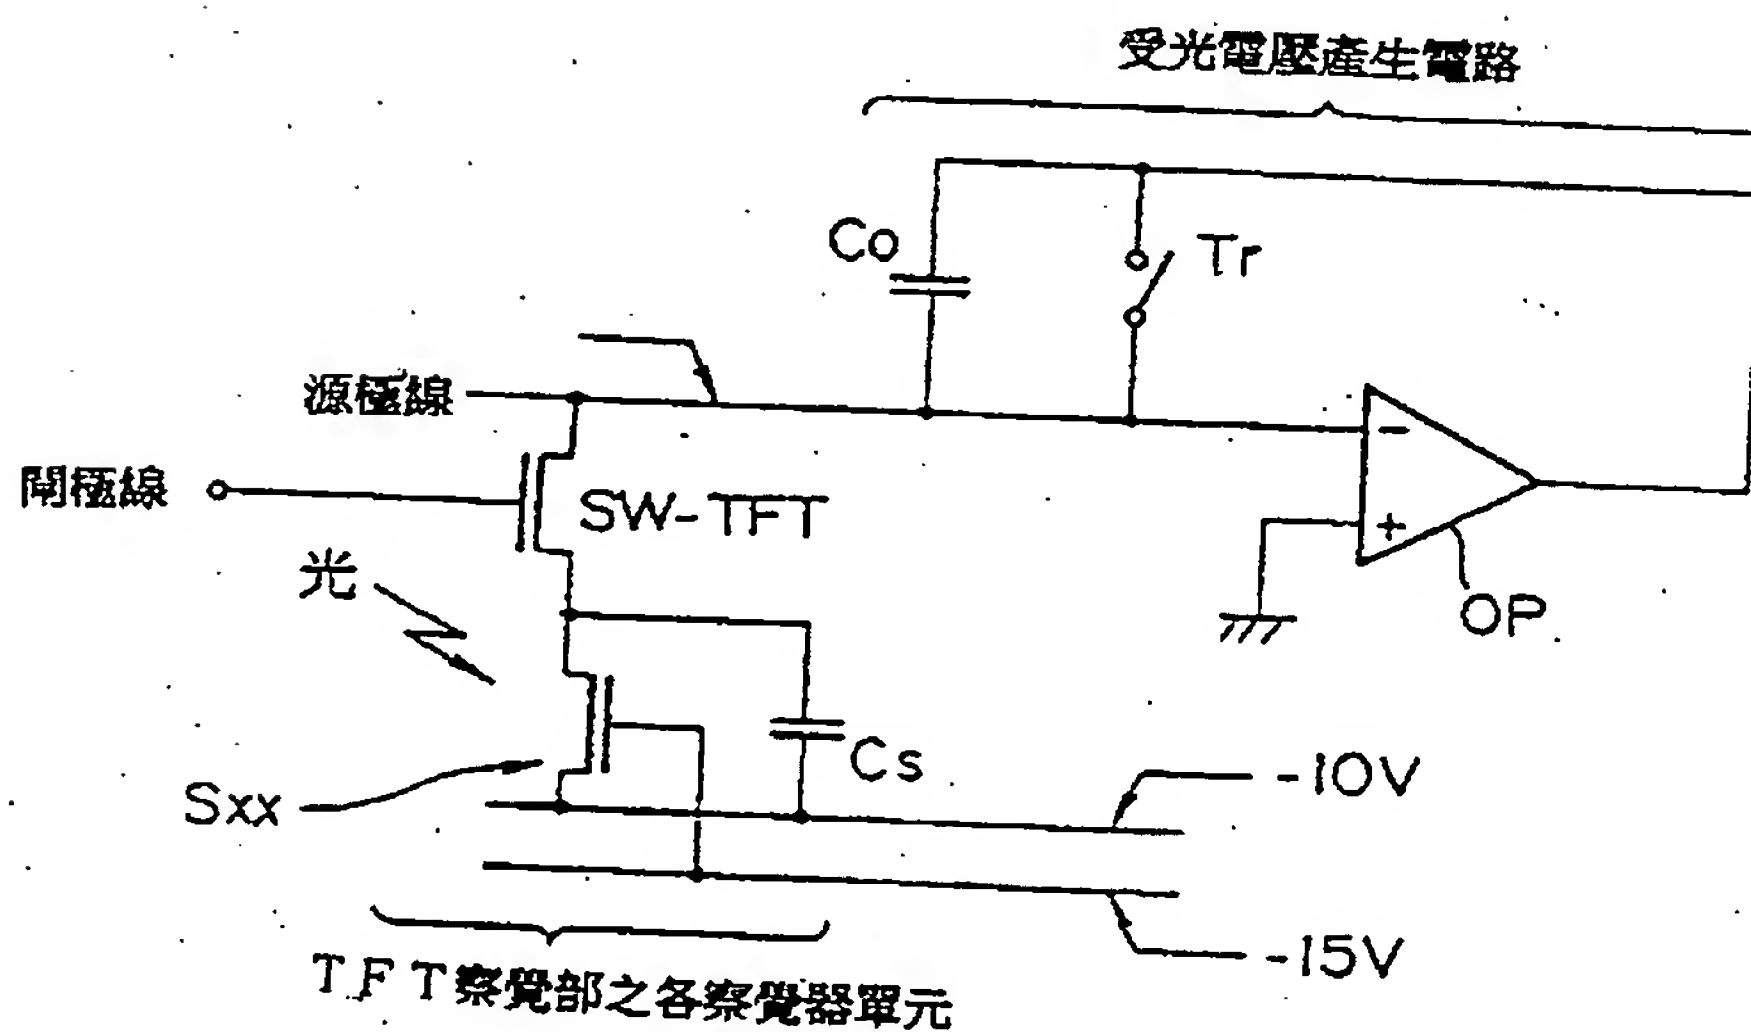 受光電壓產生電路
Co
Tr
源極線
閘極線
SW-TFT
-
+
光
OP
Cs
Sxx
-10V
-15V
TFT察覺部之各察覺器單元